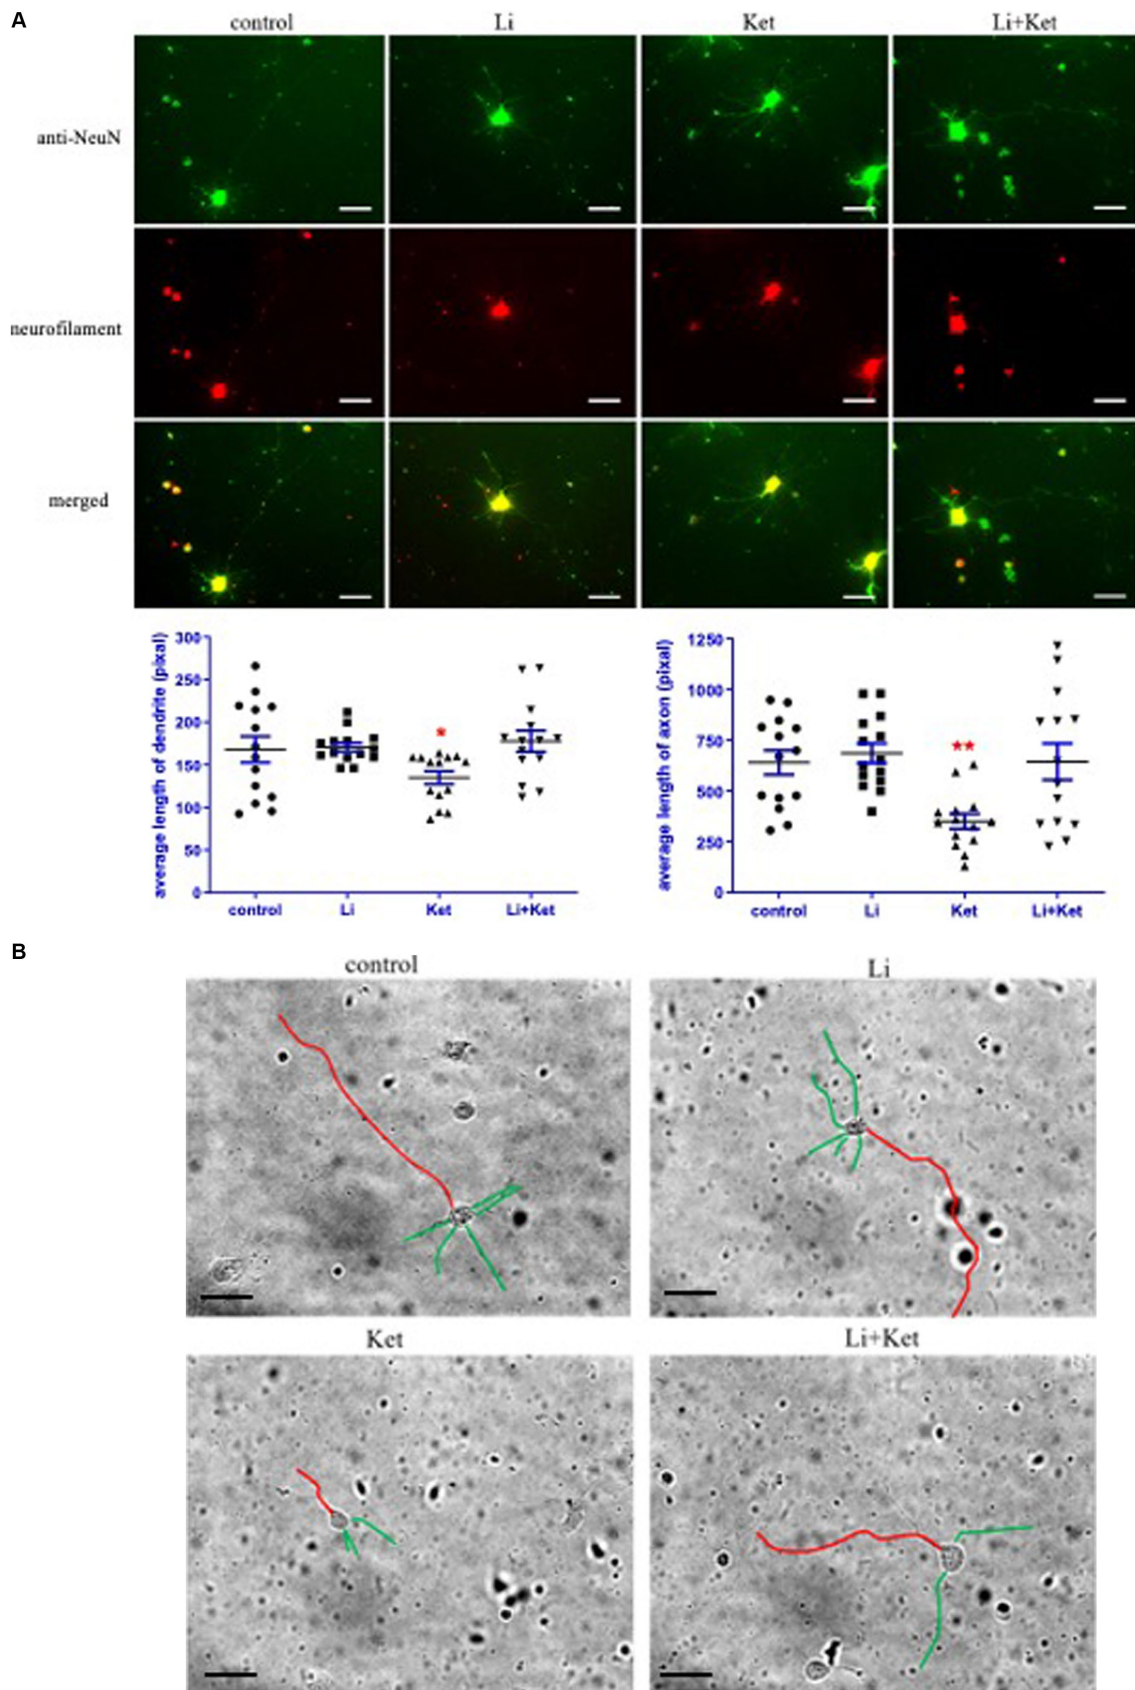 A
control Li Ket Li+Ket
anti-NeuN
neurofilament
merged
average length of dendrite (pixal)
300
250
200
150
100
50
0
*
control Li Ket Li+Ket
average length of axon (pixal)
1250
1000
750
500
250
0
**
control Li Ket Li+Ket
B
control Li
Ket Li+Ket